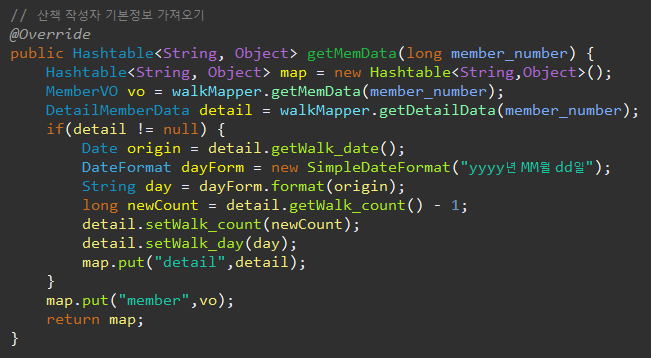 // 산책 작성자 기본정보 가져오기
@Override
public Hashtable<String, Object> getMemData(long member_number) {
    Hashtable<String, Object> map = new Hashtable<String,Object>();
    MemberVO vo = walkMapper.getMemData(member_number);
    DetailMemberData detail = walkMapper.getDetailData(member_number);
    if(detail != null) {
        Date origin = detail.getWalk_date();
        DateFormat dayForm = new SimpleDateFormat("yyyy년 MM월 dd일");
        String day = dayForm.format(origin);
        long newCount = detail.getWalk_count() - 1;
        detail.setWalk_count(newCount);
        detail.setWalk_day(day);
        map.put("detail",detail);
    }
    map.put("member",vo);
    return map;
}